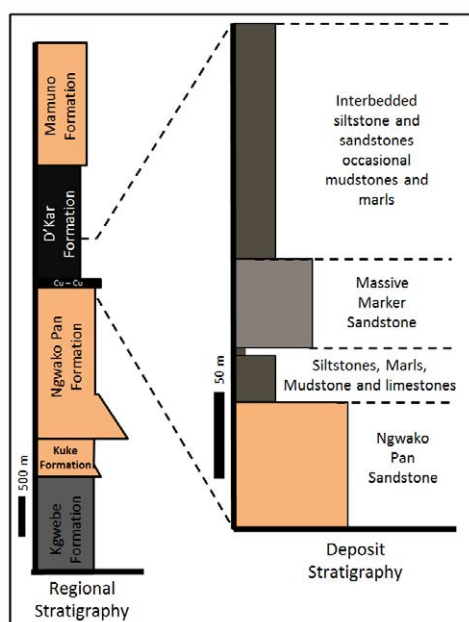 Mamuno
Formation
D'Kar
Formation
Cu – Cu
Ngwako Pan
Formation
Kuke
Formation
Kgwebe
Formation
500 m
Regional
Stratigraphy
Interbedded
siltstone and
sandstones
occasional
mudstones and
marls
Massive
Marker
Sandstone
Siltstones, Marls,
Mudstone and limestones
Ngwako
Pan
Sandstone
50 m
Deposit
Stratigraphy